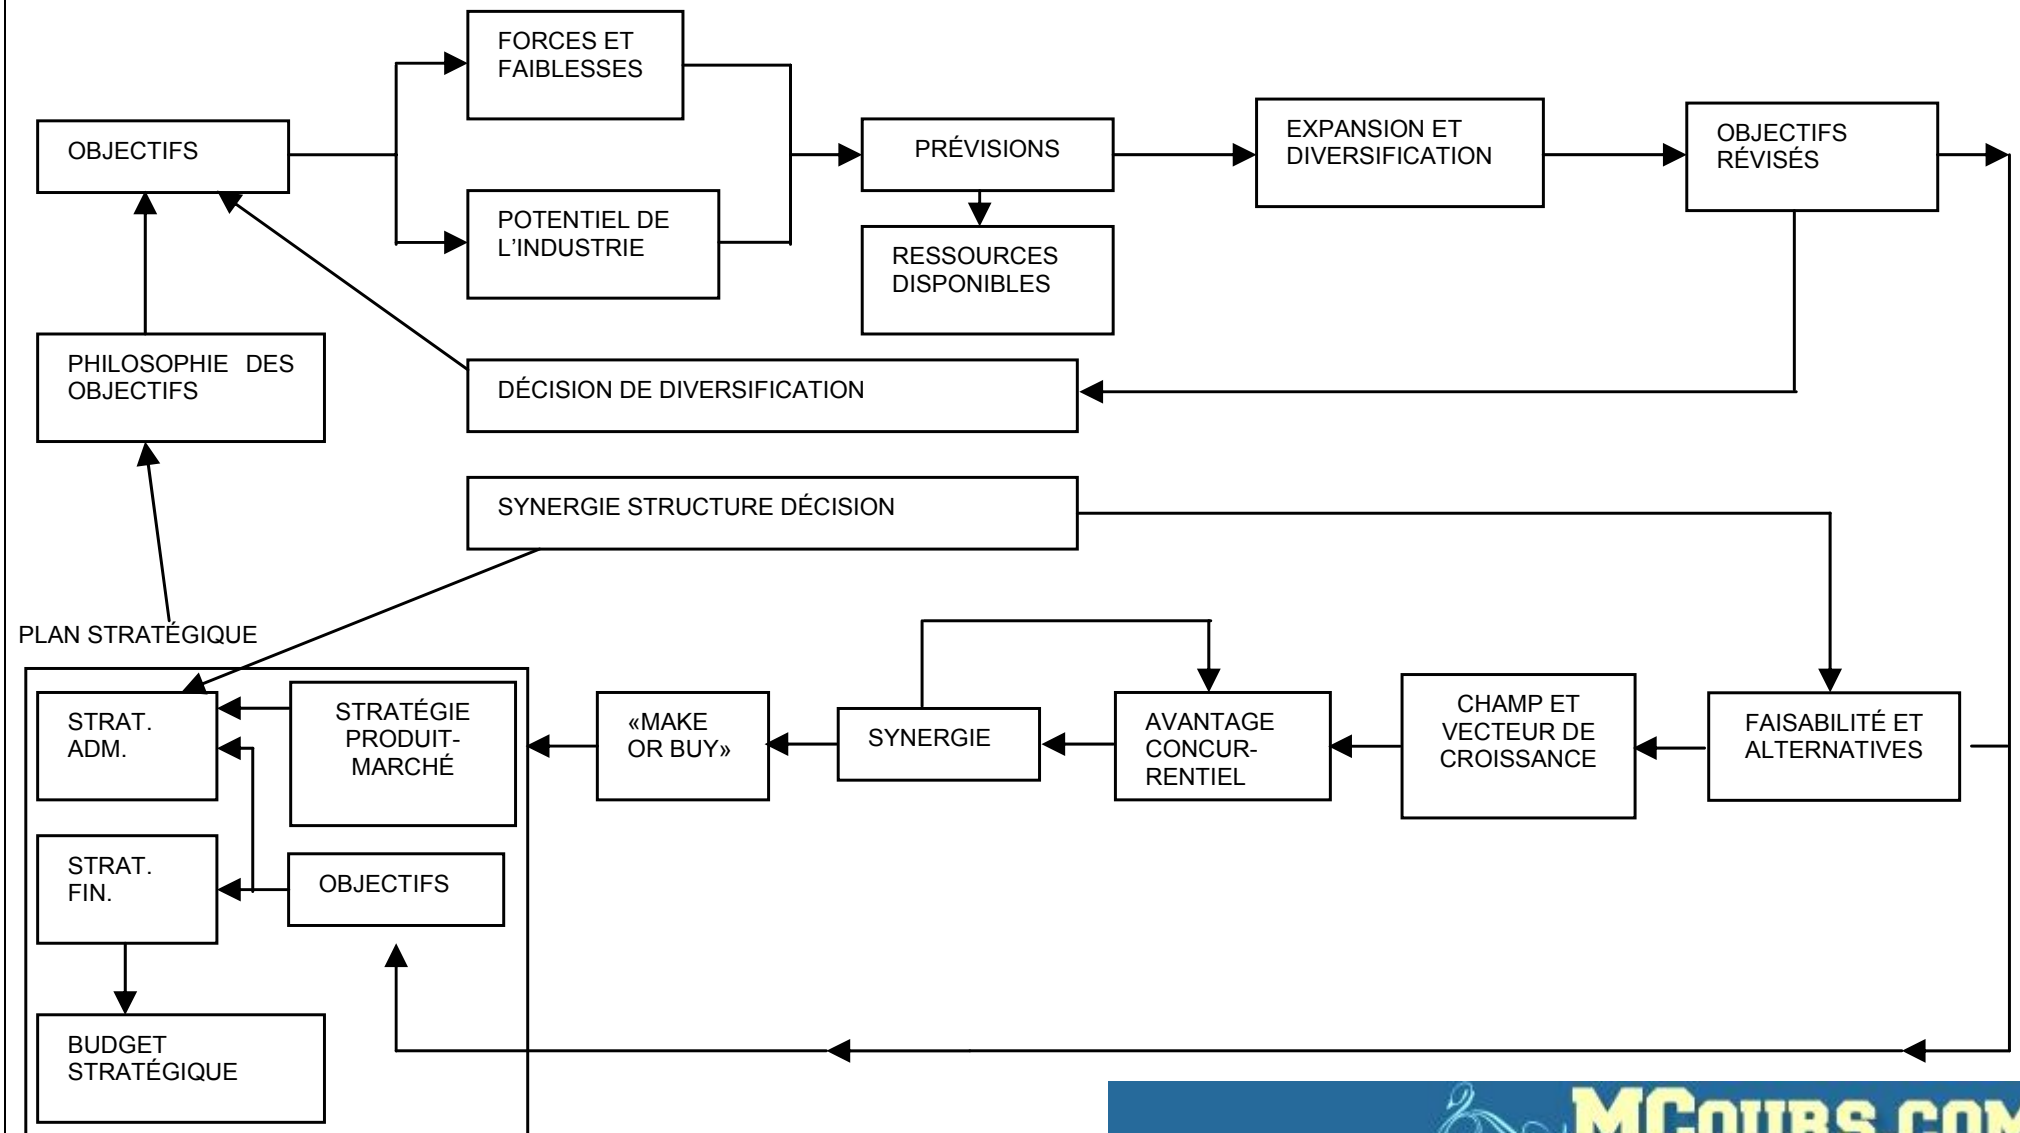 FORCES ET
FAIBLESSES
OBJECTIFS
POTENTIEL DE
L'INDUSTRIE
PRÉVISIONS
RESSOURCES
DISPONIBLES
EXPANSION ET
DIVERSIFICATION
OBJECTIFS
RÉVISÉS
PHILOSOPHIE DES
OBJECTIFS
DÉCISION DE DIVERSIFICATION
SYNERGIE STRUCTURE DÉCISION
PLAN STRATÉGIQUE
STRAT.
ADM.
STRATÉGIE
PRODUIT-
MARCHÉ
«MAKE
OR BUY»
SYNERGIE
AVANTAGE
CONCUR-
RENTIEL
CHAMP ET
VECTEUR DE
CROISSANCE
FAISABILITÉ ET
ALTERNATIVES
STRAT.
FIN.
OBJECTIFS
BUDGET
STRATÉGIQUE
MCOURS.COM